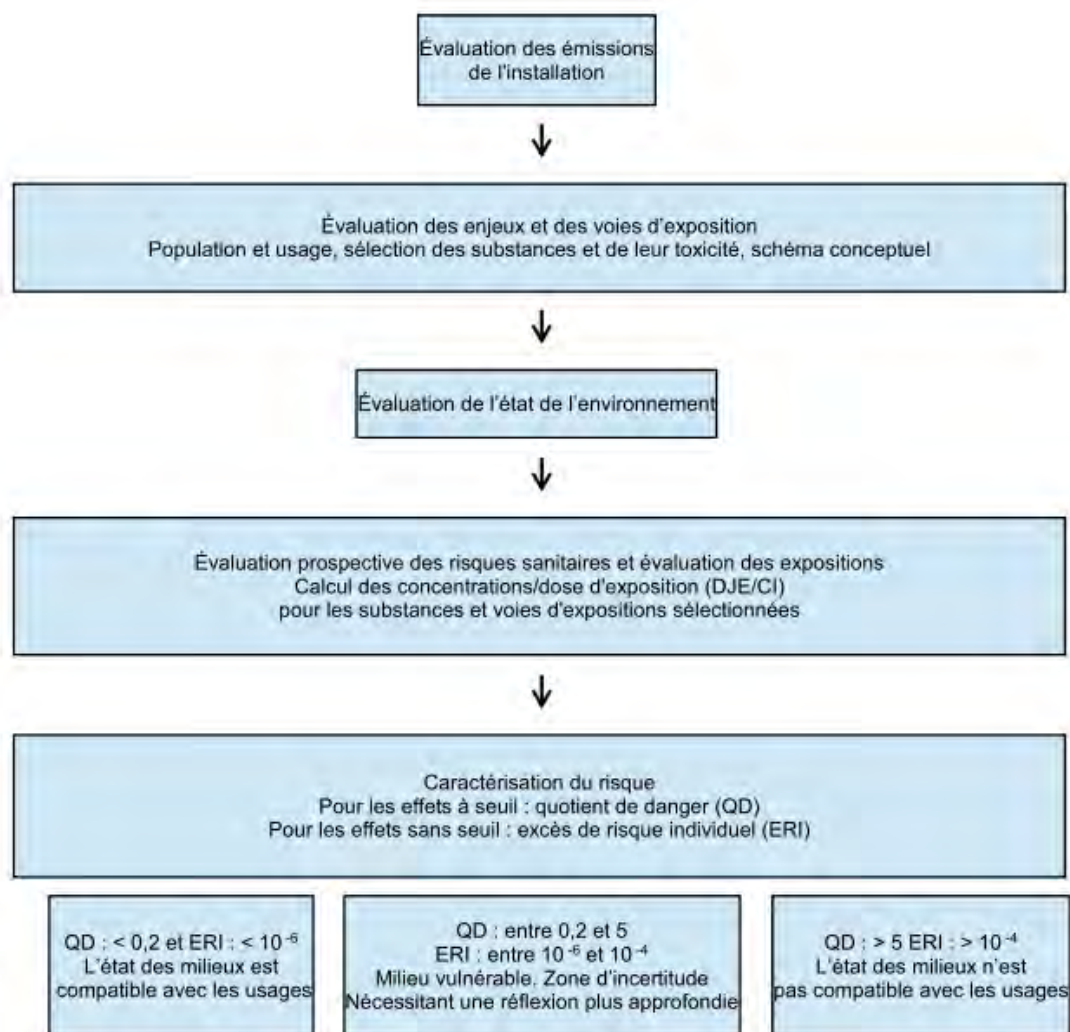 Évaluation des émissions
de l'installation
Évaluation des enjeux et des voies d'exposition
Population et usage, sélection des substances et de leur toxicité, schéma conceptuel
Évaluation de l'état de l'environnement
Évaluation prospective des risques sanitaires et évaluation des expositions
Calcul des concentrations/dose d'exposition (DJE/CI)
pour les substances et voies d'expositions sèlectionnées
Caractérisation du risque
Pour les effets à seuil : quotient de danger (QD)
Pour les effets sans seuil : excès de risque individuel (ERI)
QD : < 0,2 et ERI : < 10⁻⁶
L'état des milieux est
compatible avec les usages
QD : entre 0,2 et 5
ERI : entre 10⁻⁶ et 10⁻⁴
Milieu vulnérable. Zone d'incertitude
Nécessitant une réflexion plus approfondie
QD : > 5 ERI : > 10⁻⁴
L'état des milieux n'est
pas compatible avec les usages